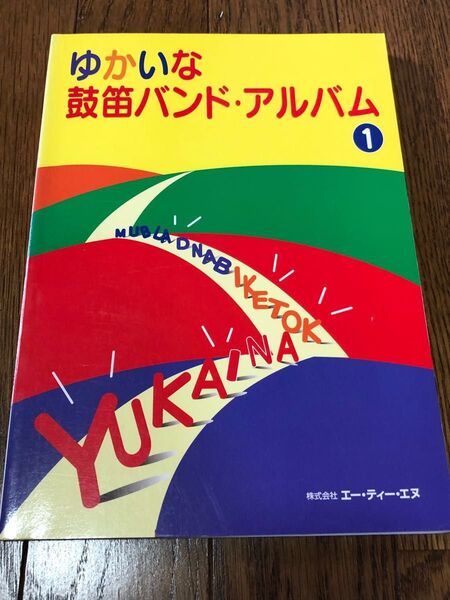 ゆかいな
鼓笛バンド・アルバム
1
MUBLA DNAB IKETOK
YUKAINA
株式会社 エー・ティー・エヌ